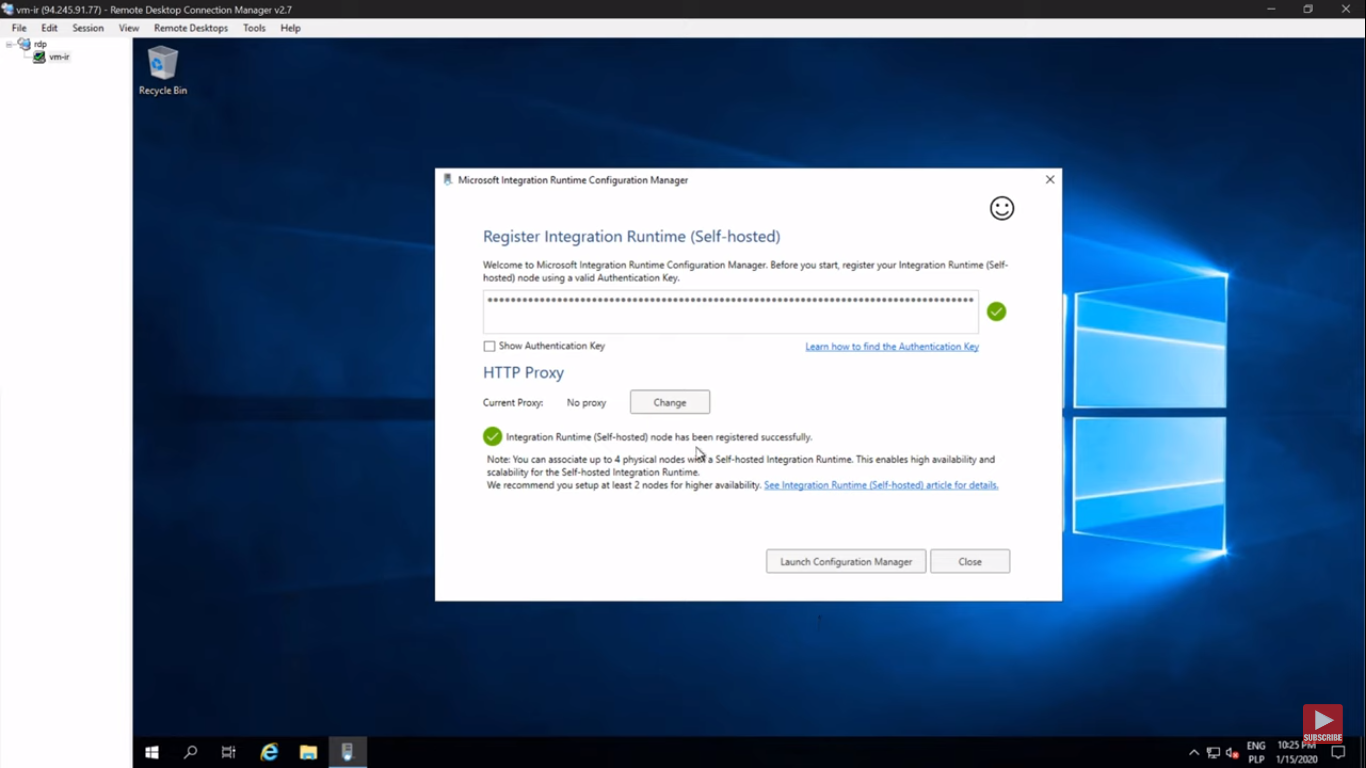 vm-ir (94.245.91.77) - Remote Desktop Connection Manager v2.7
File Edit Session View Remote Desktops Tools Help
rdp
vm-ir
Recycle Bin
Microsoft Integration Runtime Configuration Manager
Register Integration Runtime (Self-hosted)
Welcome to Microsoft Integration Runtime Configuration Manager. Before you start, register your Integration Runtime (Self-
hosted) node using a valid Authentication Key.
Show Authentication Key
Learn how to find the Authentication Key
HTTP Proxy
Current Proxy: No proxy Change
Integration Runtime (Self-hosted) node has been registered successfully.
Note: You can associate up to 4 physical nodes with a Self-hosted Integration Runtime. This enables high availability and
scalability for the Self-hosted Integration Runtime.
We recommend you setup at least 2 nodes for higher availability. See Integration Runtime (Self-hosted) article for details.
Launch Configuration Manager Close
SUBSCRIBE
ENG 10:25 PM
PLP 1/15/2020